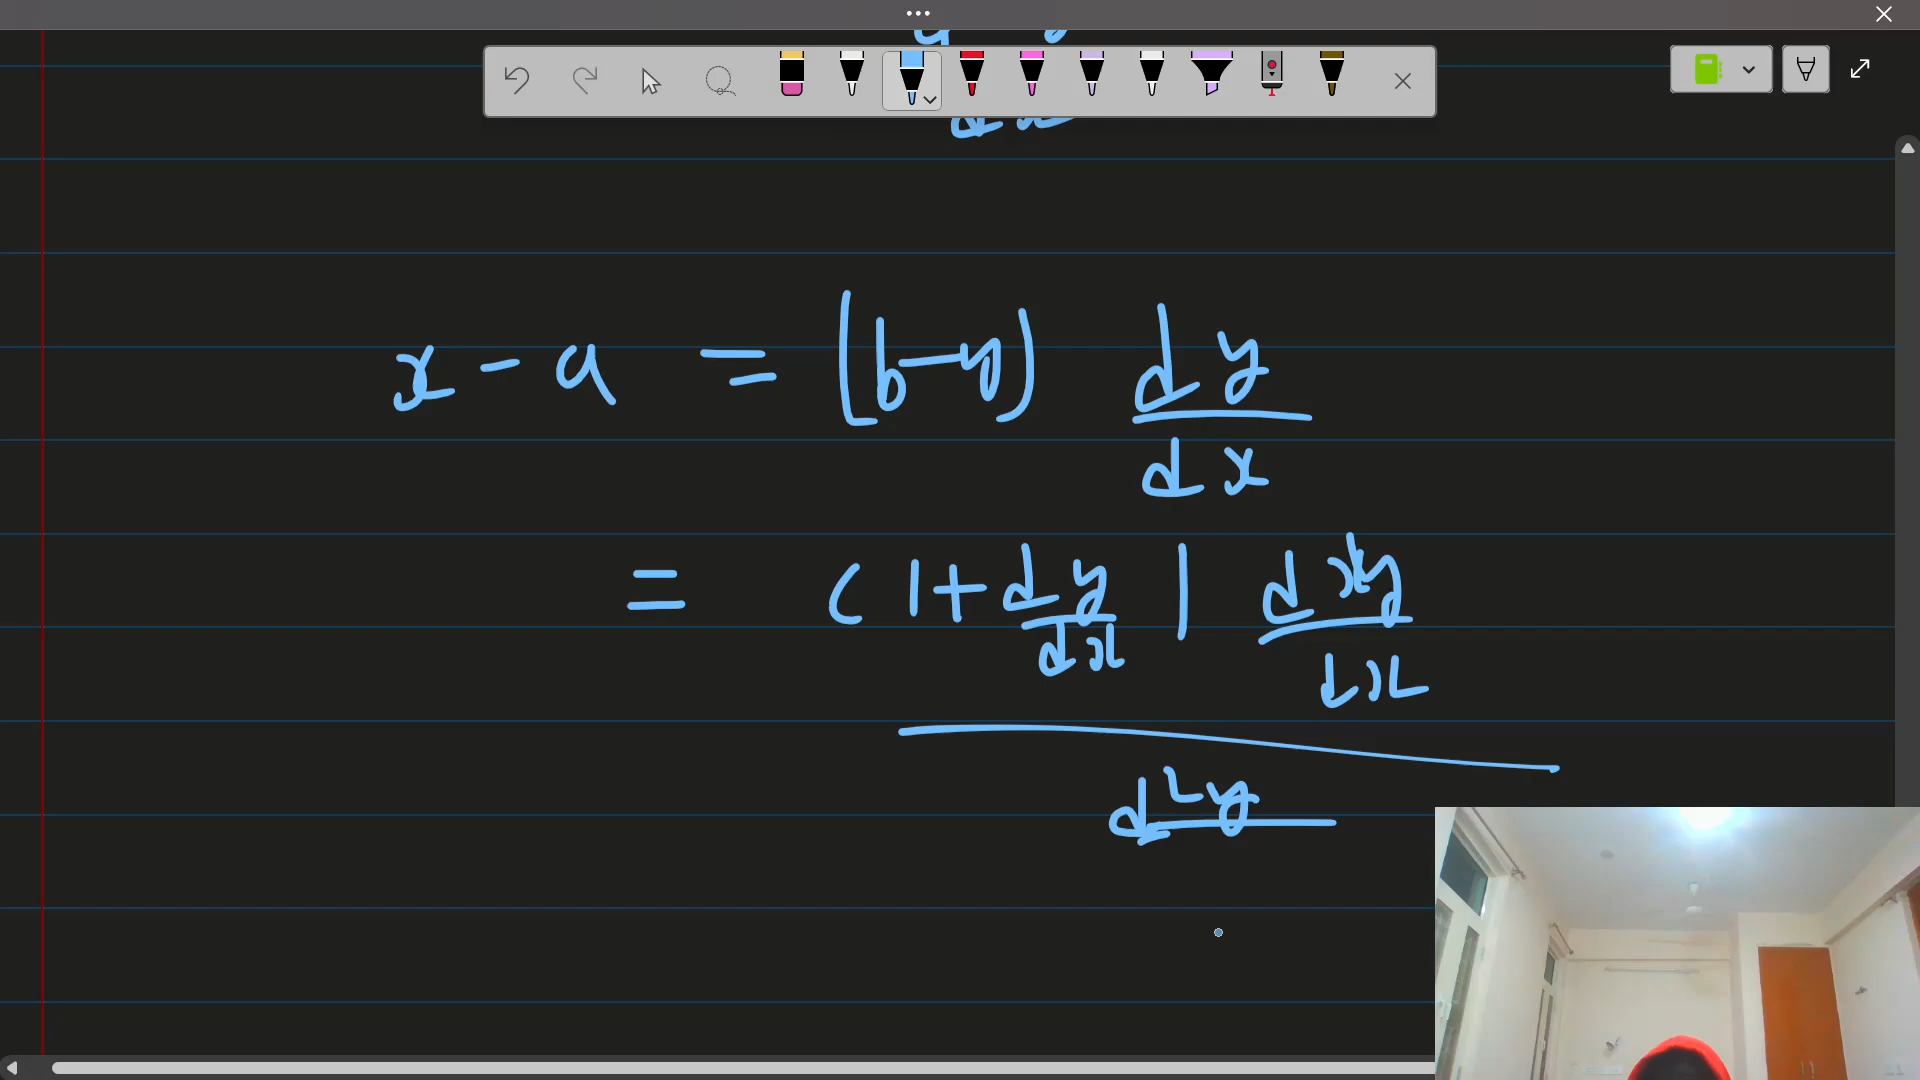 x - a = (b-y) dy/dx
= (1 + dy/dx | dy/dx
d²y